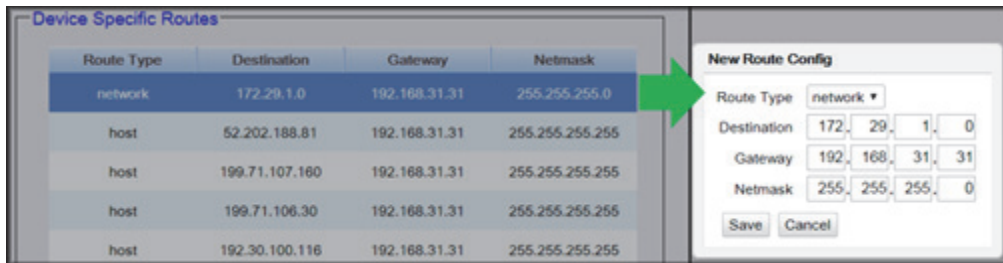 Device Specific Routes
Route Type Destination Gateway Netmask
network 172.29.1.0 192.168.31.31 255.255.255.0
host 52.202.188.81 192.168.31.31 255.255.255.255
host 199.71.107.160 192.168.31.31 255.255.255.255
host 199.71.106.30 192.168.31.31 255.255.255.255
host 192.30.100.116 192.168.31.31 255.255.255.255
New Route Config
Route Type network ▾
Destination 172. 29. 1. 0
Gateway 192. 168. 31. 31
Netmask 255. 255. 255. 0
Save Cancel